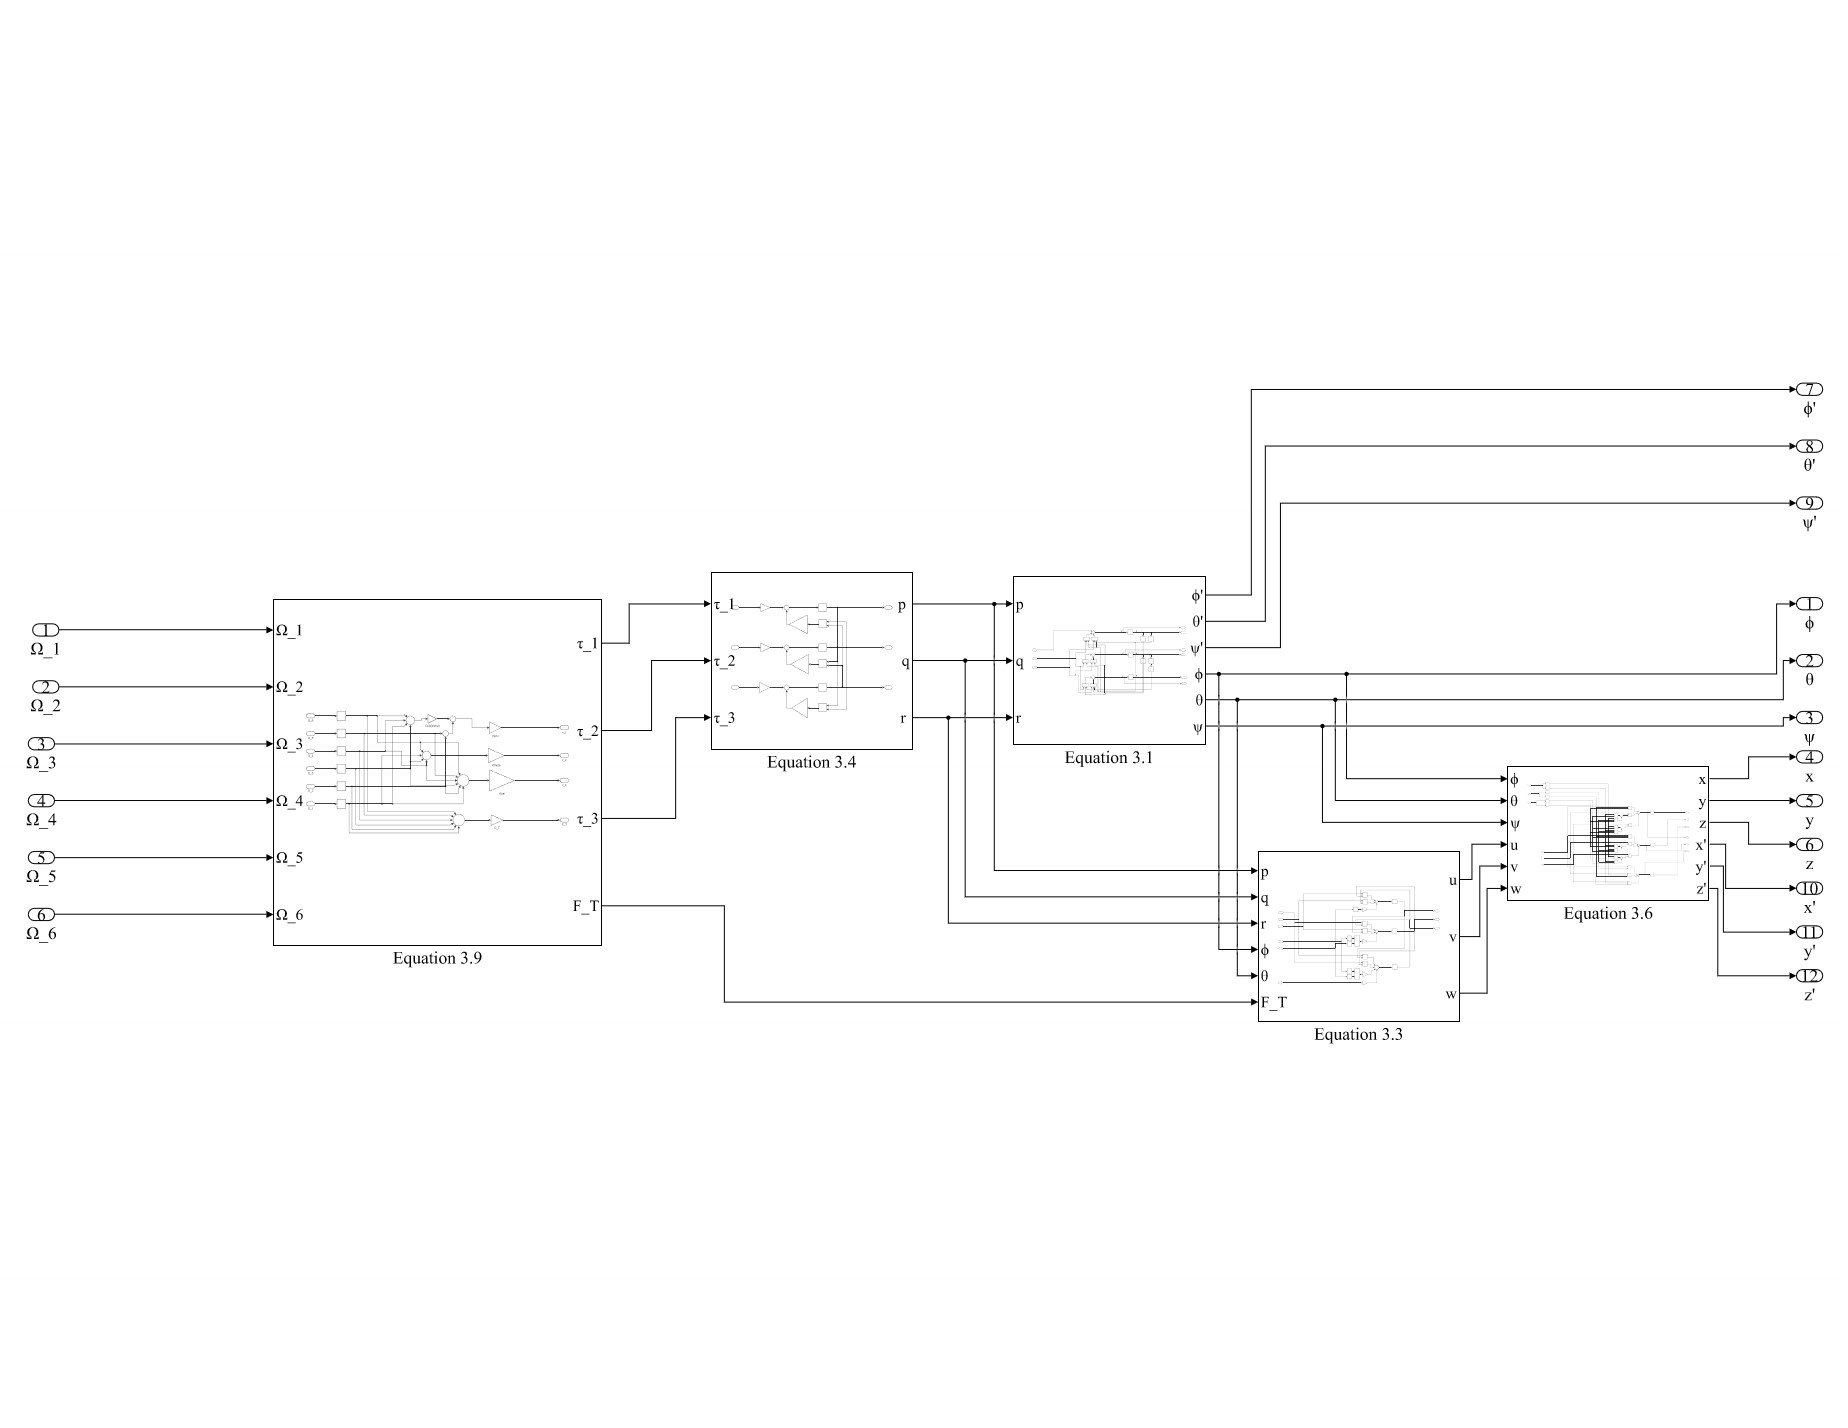 1
Ω_1
2
Ω_2
3
Ω_3
4
Ω_4
5
Ω_5
6
Ω_6
Ω_1
Ω_2
Ω_3
Ω_4
Ω_5
Ω_6
τ_1
τ_2
τ_3
F_T
Equation 3.9
τ_1
τ_2
τ_3
p
q
r
Equation 3.4
p
q
r
ϕ'
θ'
ψ'
ϕ
θ
ψ
Equation 3.1
p
q
r
ϕ
θ
F_T
u
v
w
Equation 3.3
ϕ
θ
ψ
u
v
w
x
y
z
x'
y'
z'
Equation 3.6
7
ϕ'
8
θ'
9
ψ'
1
ϕ
2
θ
3
ψ
4
x
5
y
6
z
10
x'
11
y'
12
z'